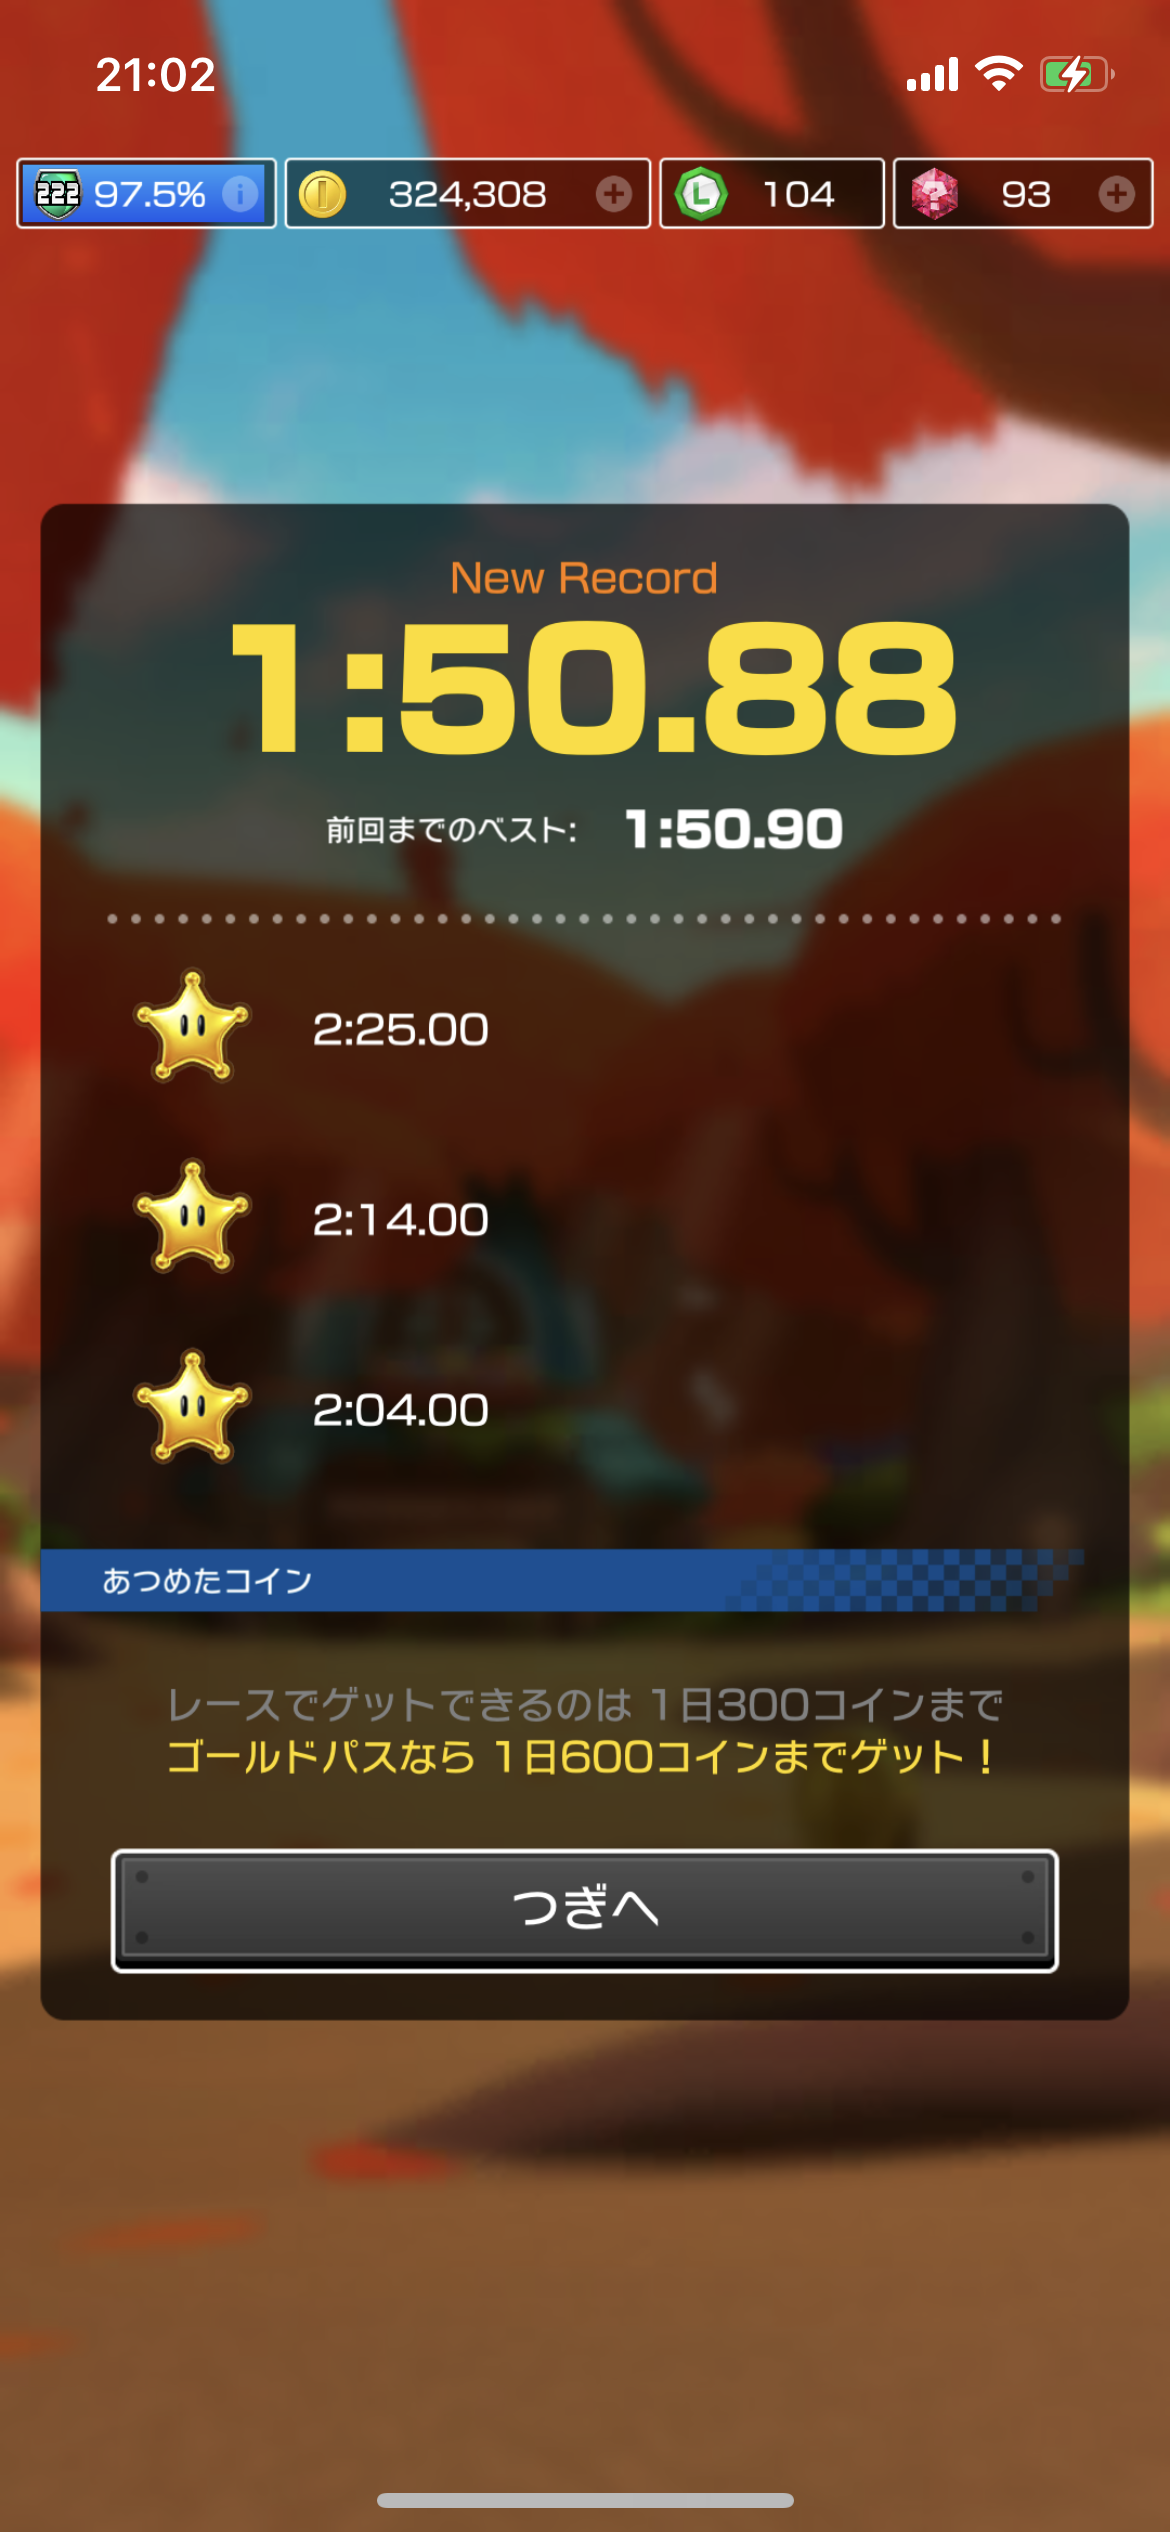 21:02
222 97.5% i 324,308 + L 104 ? 93 +
New Record
1:50.88
前回までのベスト: 1:50.90
2:25.00
2:14.00
2:04.00
あつめたコイン
レースでゲットできるのは 1日300コインまで
ゴールドパスなら 1日600コインまでゲット！
つぎへ